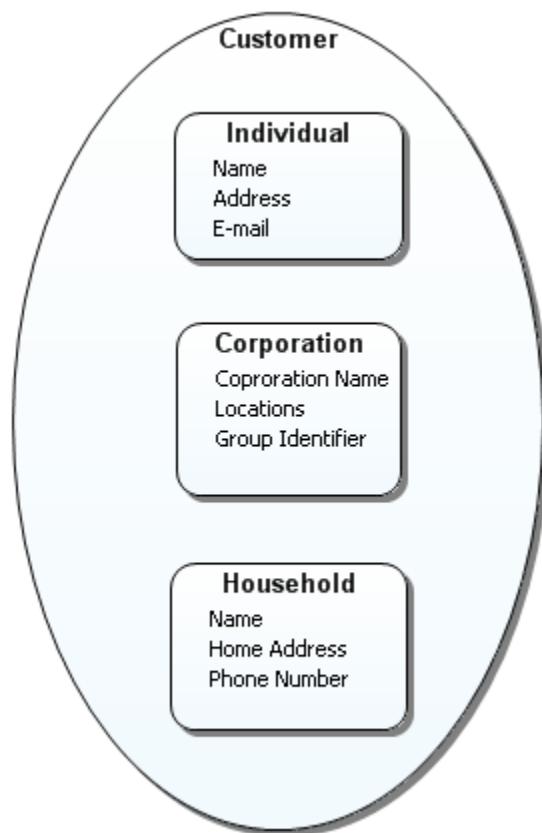 Customer
Individual
Name
Address
E-mail
Corporation
Coproration Name
Locations
Group Identifier
Household
Name
Home Address
Phone Number